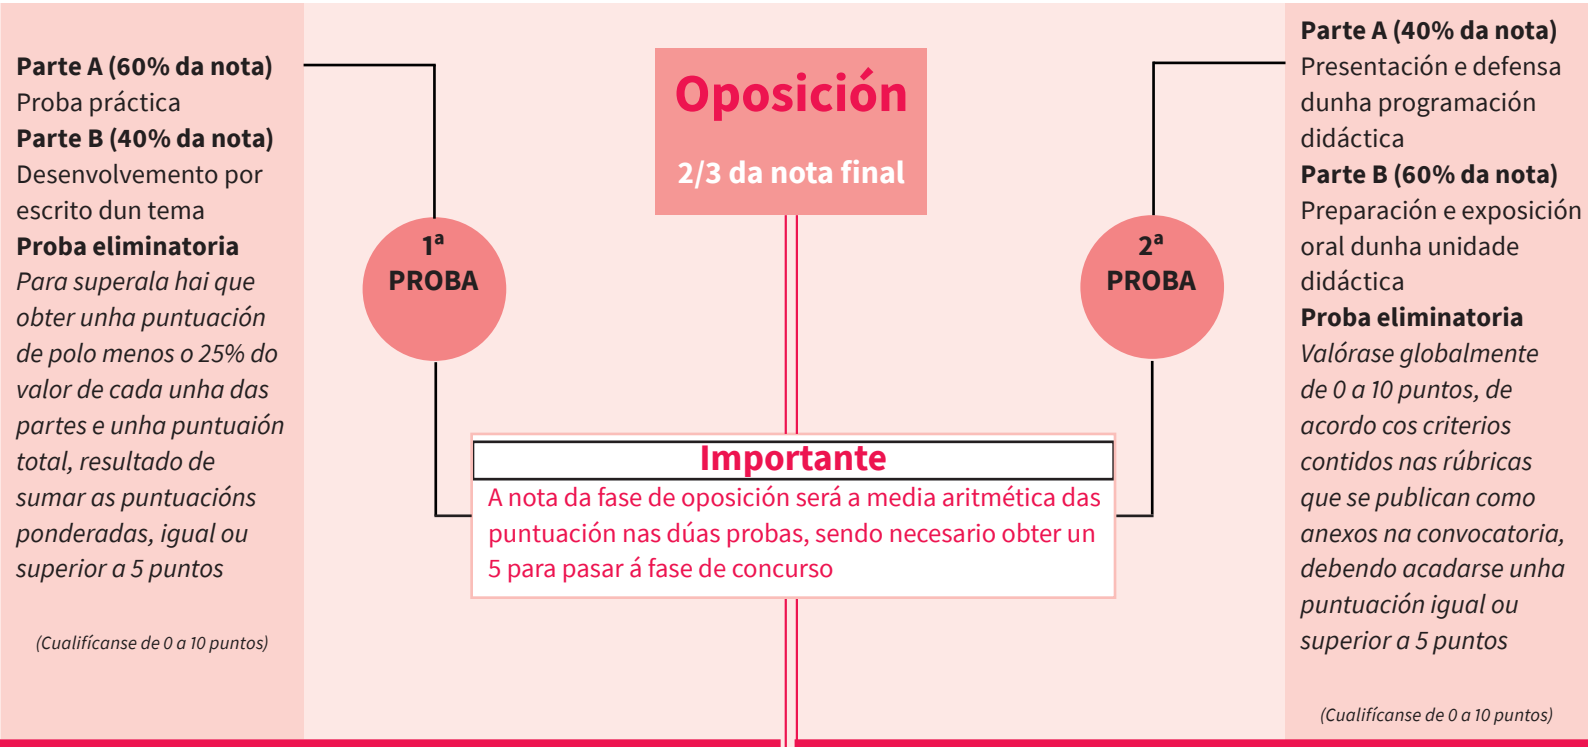 Parte A (60% da nota)
Proba práctica
Parte B (40% da nota)
Desenvolvemento por
escrito dun tema
Proba eliminatoria
Para superala hai que
obter unha puntuación
de polo menos o 25% do
valor de cada unha das
partes e unha puntuaión
total, resultado de
sumar as puntuacións
ponderadas, igual ou
superior a 5 puntos
(Cualifícanse de 0 a 10 puntos)
1ª
PROBA
Oposición
2/3 da nota final
Importante
A nota da fase de oposición será a media aritmética das
puntuación nas dúas probas, sendo necesario obter un
5 para pasar á fase de concurso
2ª
PROBA
Parte A (40% da nota)
Presentación e defensa
dunha programación
didáctica
Parte B (60% da nota)
Preparación e exposición
oral dunha unidade
didáctica
Proba eliminatoria
Valórase globalmente
de 0 a 10 puntos, de
acordo cos criterios
contidos nas rúbricas
que se publican como
anexos na convocatoria,
debendo acadarse unha
puntuación igual ou
superior a 5 puntos
(Cualifícanse de 0 a 10 puntos)